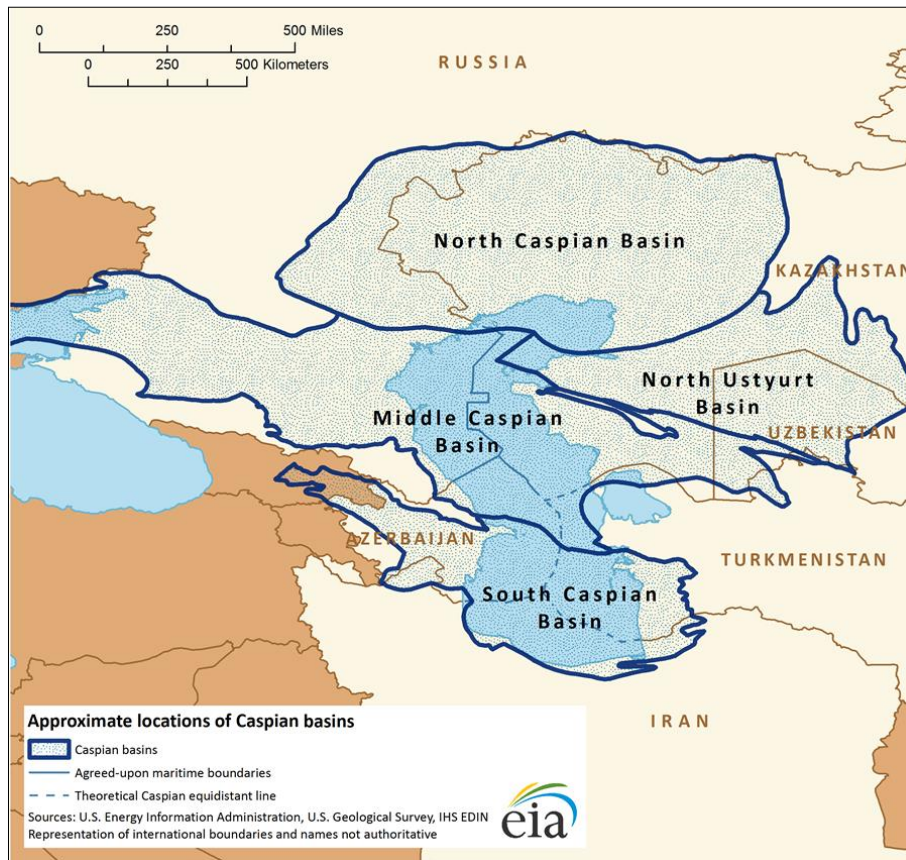 0 250 500 Miles
0 250 500 Kilometers
RUSSIA
North Caspian Basin
KAZAKHSTAN
North Ustyurt
Basin
Middle Caspian
Basin
UZBEKISTAN
AZERBAIJAN
TURKMENISTAN
South Caspian
Basin
IRAN
Approximate locations of Caspian basins
Caspian basins
Agreed-upon maritime boundaries
Theoretical Caspian equidistant line
Sources: U.S. Energy Information Administration, U.S. Geological Survey, IHS EDIN
Representation of international boundaries and names not authoritative
eia